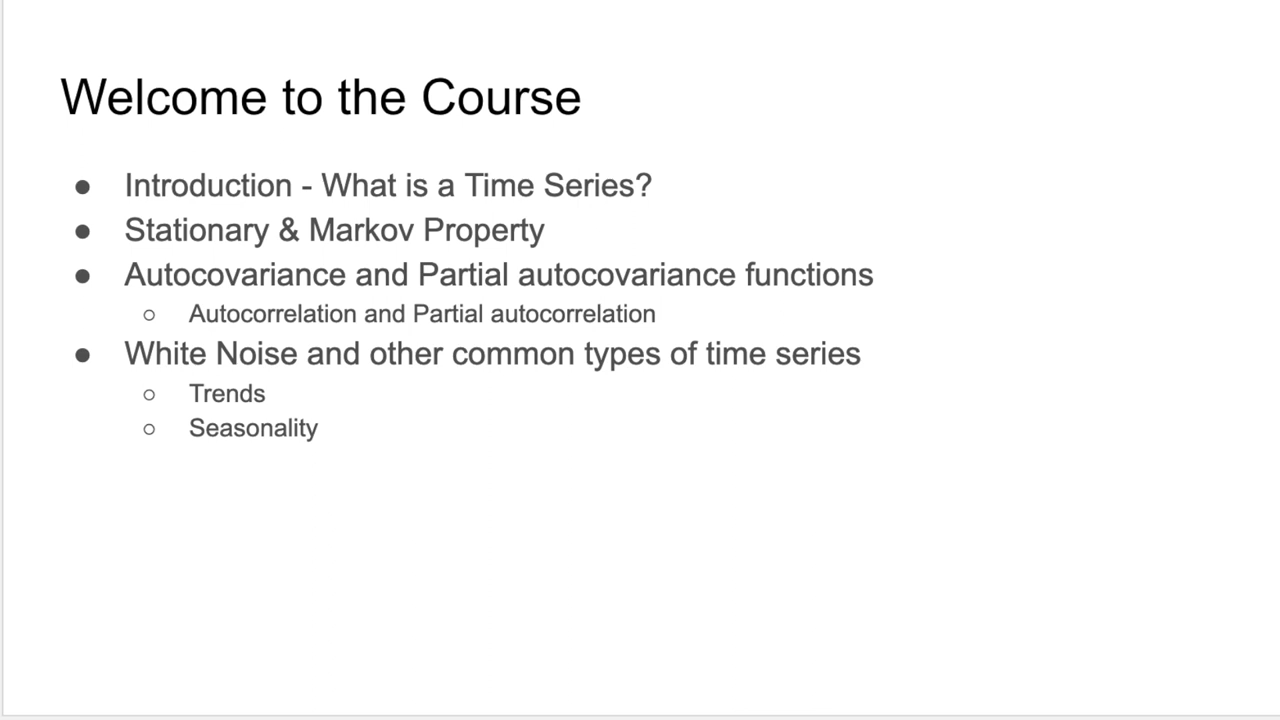 Welcome to the Course
● Introduction - What is a Time Series?
● Stationary & Markov Property
● Autocovariance and Partial autocovariance functions
○ Autocorrelation and Partial autocorrelation
● White Noise and other common types of time series
○ Trends
○ Seasonality